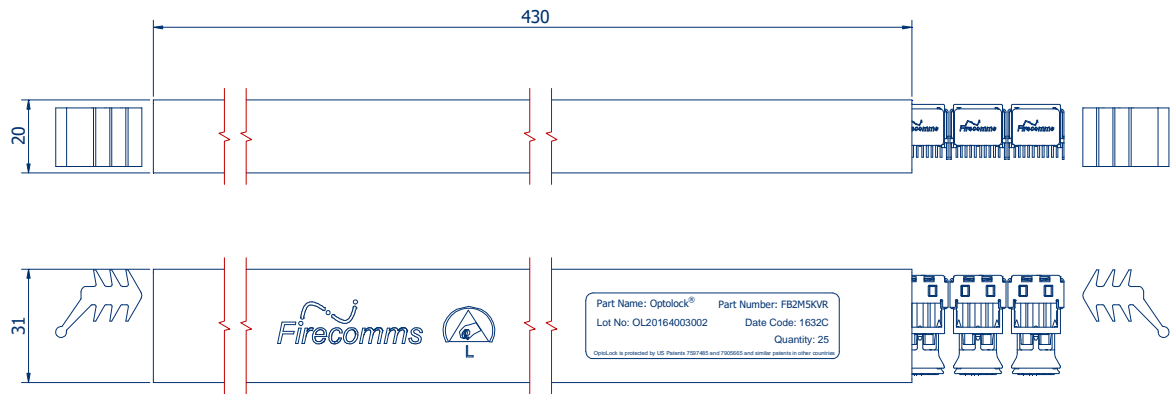 430
20
Firecomms
Firecomms
31
Firecomms
L
Part Name: Optolock® Part Number: FB2M5KVR
Lot No: OL20164003002 Date Code: 1632C
Quantity: 25
OptoLock is protected by US Patents 7597485 and 7905665 and similar patents in other countries